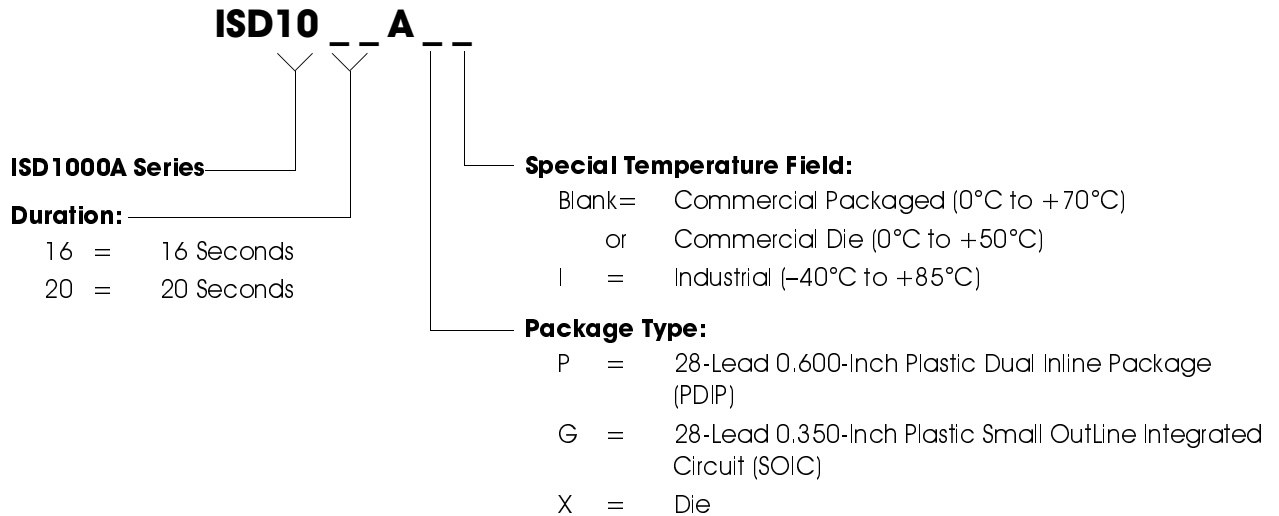 ISD10 _ _ A _ _
ISD1000A Series
Duration:
16 = 16 Seconds
20 = 20 Seconds
Special Temperature Field:
Blank= Commercial Packaged (0°C to +70°C)
or Commercial Die (0°C to +50°C)
I = Industrial (–40°C to +85°C)
Package Type:
P = 28-Lead 0.600-Inch Plastic Dual Inline Package
(PDIP)
G = 28-Lead 0.350-Inch Plastic Small OutLine Integrated
Circuit (SOIC)
X = Die